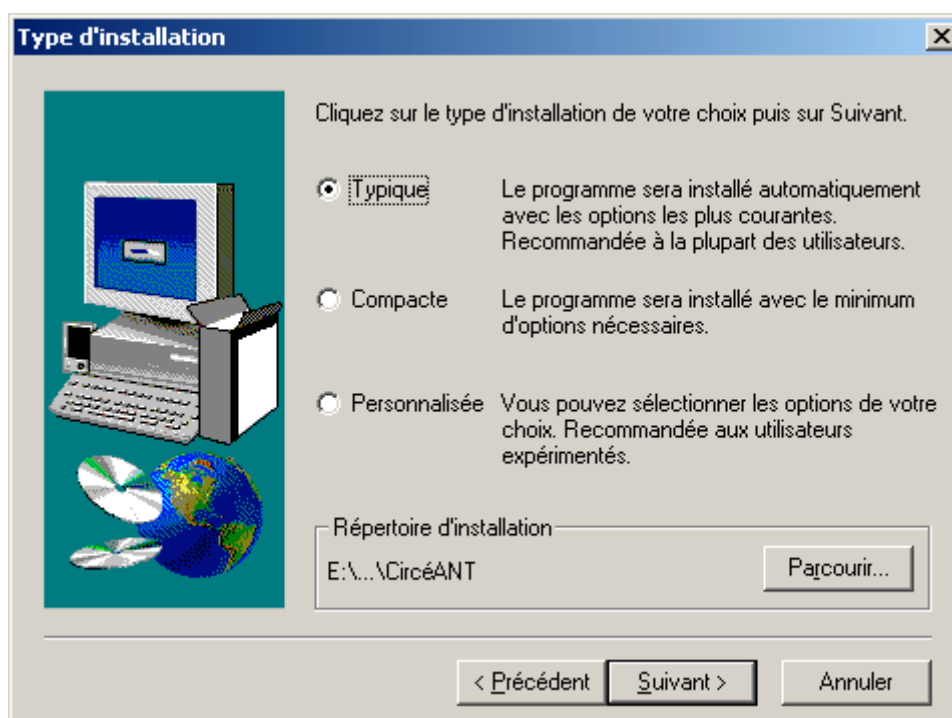 Type d'installation
Cliquez sur le type d'installation de votre choix puis sur Suivant.
Typique
Le programme sera installé automatiquement
avec les options les plus courantes.
Recommandée à la plupart des utilisateurs.
Compacte
Le programme sera installé avec le minimum
d'options nécessaires.
Personnalisée
Vous pouvez sélectionner les options de votre
choix. Recommandée aux utilisateurs
expérimentés.
Répertoire d'installation
E:\...\CircéANT
Parcourir...
< Précédent
Suivant >
Annuler